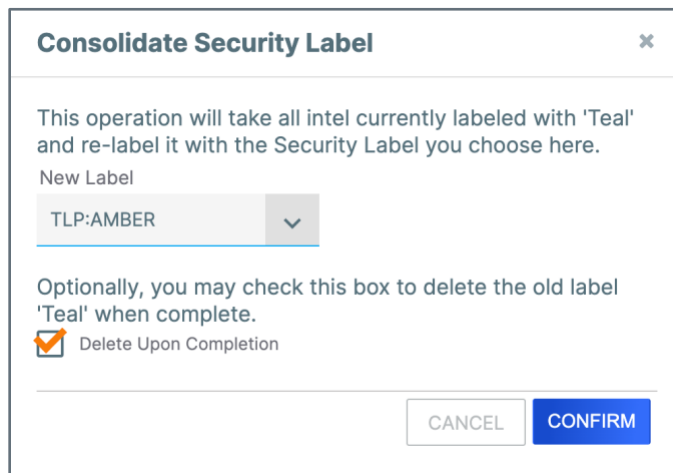 Consolidate Security Label
This operation will take all intel currently labeled with 'Teal'
and re-label it with the Security Label you choose here.
New Label
TLP:AMBER
Optionally, you may check this box to delete the old label
'Teal' when complete.
Delete Upon Completion
CANCEL
CONFIRM